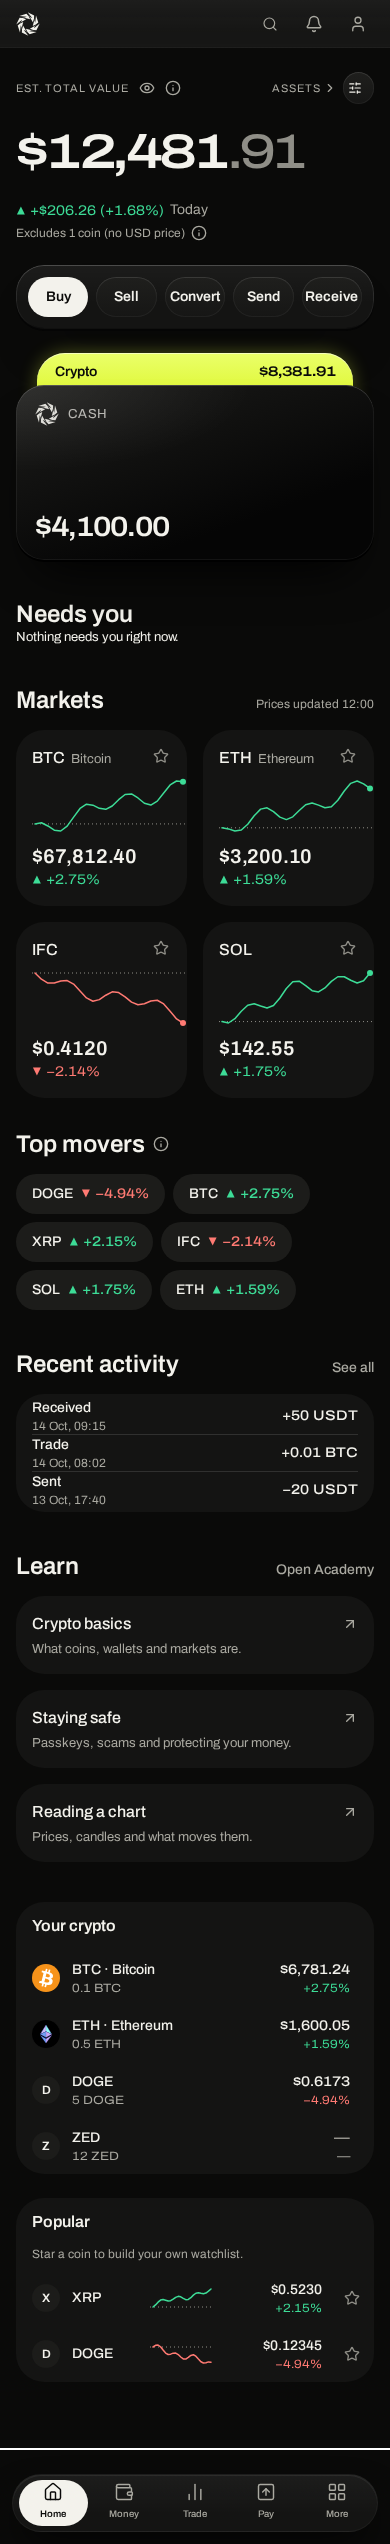 EST. TOTAL VALUE
ASSETS
$12,481.91
▲ +$206.26 (+1.68%) Today
Excludes 1 coin (no USD price)
Buy Sell Convert Send Receive
Crypto $8,381.91
CASH
$4,100.00
Needs you
Nothing needs you right now.
Markets Prices updated 12:00
BTC Bitcoin
$67,812.40
▲ +2.75%
ETH Ethereum
$3,200.10
▲ +1.59%
IFC
$0.4120
▼ −2.14%
SOL
$142.55
▲ +1.75%
Top movers
DOGE ▼ −4.94% BTC ▲ +2.75%
XRP ▲ +2.15% IFC ▼ −2.14%
SOL ▲ +1.75% ETH ▲ +1.59%
Recent activity See all
Received
14 Oct, 09:15
+50 USDT
Trade
14 Oct, 08:02
+0.01 BTC
Sent
13 Oct, 17:40
−20 USDT
Learn Open Academy
Crypto basics
What coins, wallets and markets are.
Staying safe
Passkeys, scams and protecting your money.
Reading a chart
Prices, candles and what moves them.
Your crypto
BTC · Bitcoin $6,781.24
0.1 BTC +2.75%
ETH · Ethereum $1,600.05
0.5 ETH +1.59%
D
DOGE $0.6173
5 DOGE −4.94%
Z
ZED —
12 ZED —
Popular
Star a coin to build your own watchlist.
X XRP
$0.5230
+2.15%
D DOGE
$0.12345
−4.94%
Home Money Trade Pay More